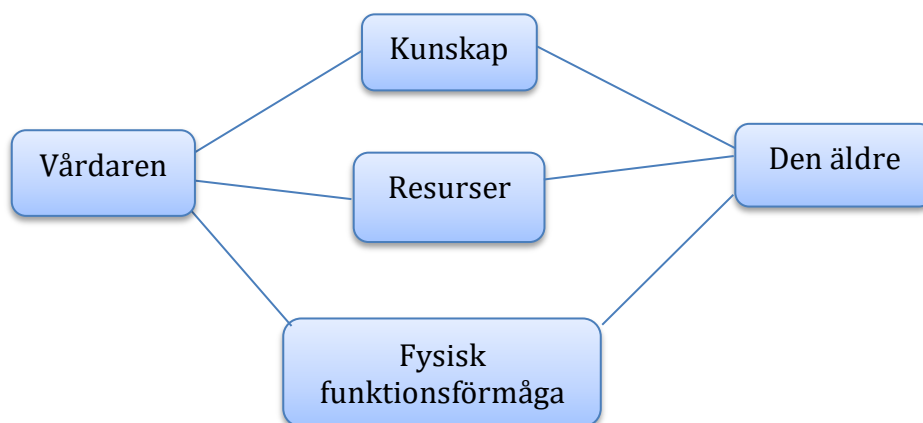 Kunskap
Vårdaren
Resurser
Den äldre
Fysisk
funktionsförmåga